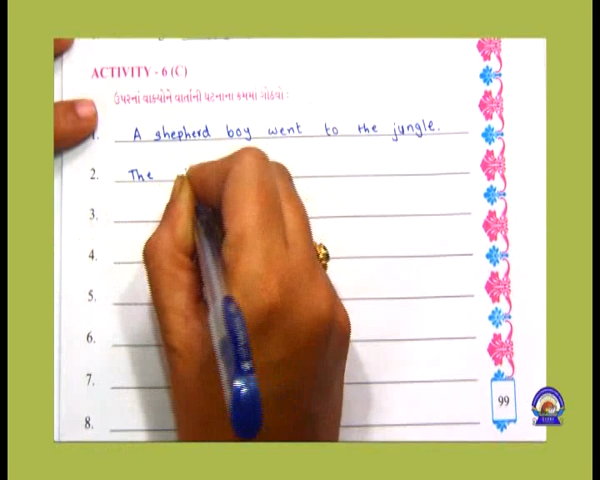 ACTIVITY - 6 (C)
ઉપરનાં વાક્યોને વાર્તાની ઘટનાના ક્રમમાં ગોઠવો :
1. A shepherd boy went to the jungle.
2. The
3.
4.
5.
6.
7.
8.
99